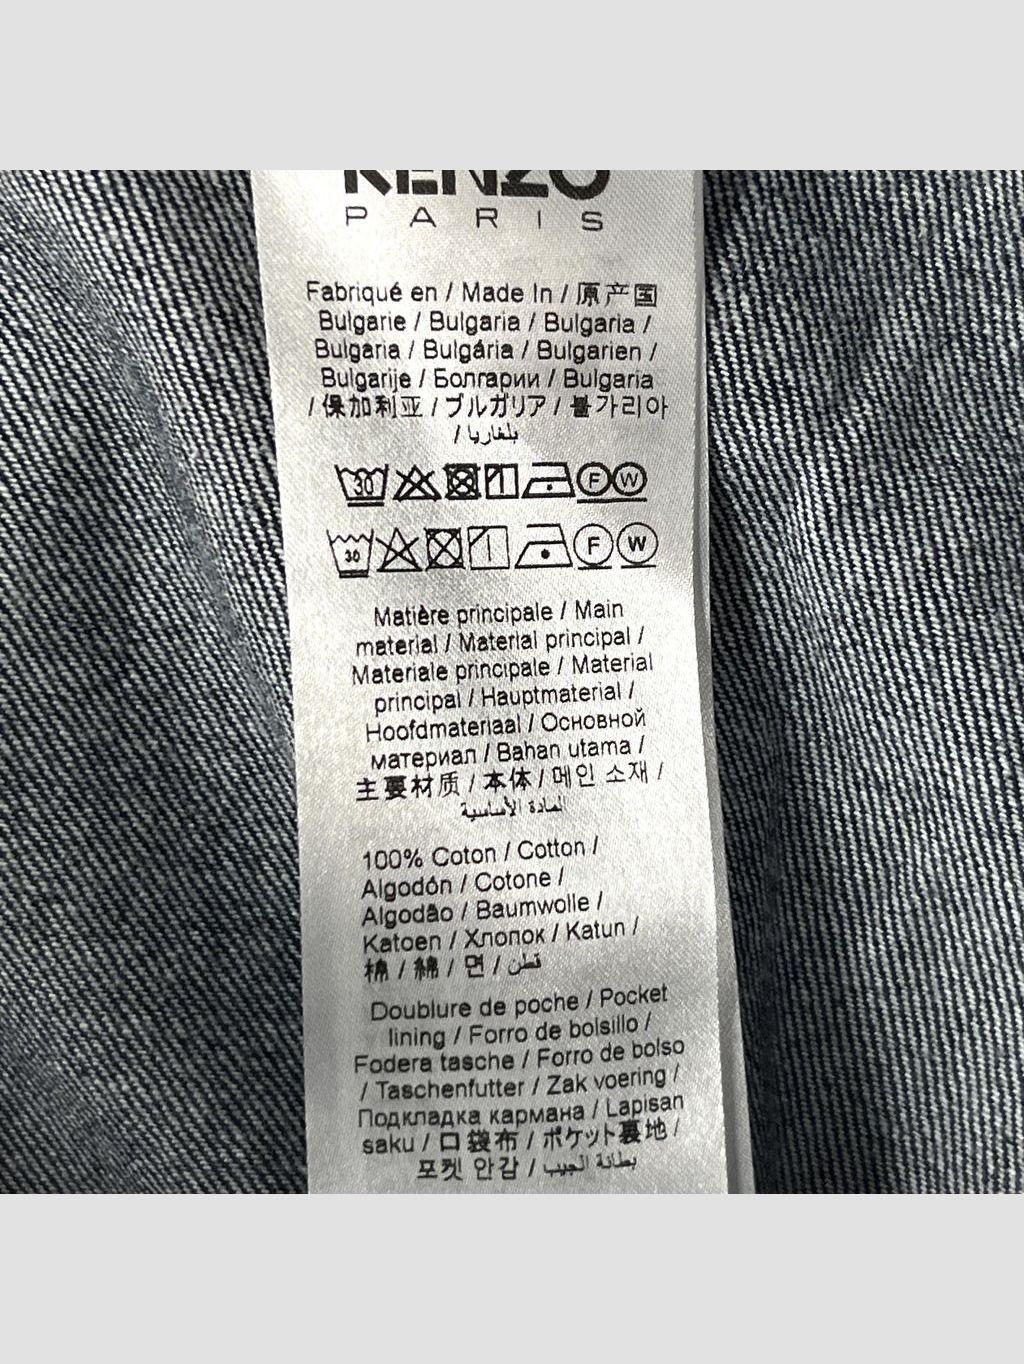 KENZO
PARIS
Fabriqué en / Made In / 原产国
Bulgarie / Bulgaria / Bulgaria /
Bulgaria / Bulgária / Bulgarien /
Bulgarije / Болгарии / Bulgaria
/ 保加利亚 / ブルガリア / 불가리아
/ بلغاريا
30 F W
30 F W
Matière principale / Main
material / Material principal /
Materiale principale / Material
principal / Hauptmaterial /
Hoofdmateriaal / Основной
материал / Bahan utama /
主要材质 / 本体 / 메인 소재 /
المادة الأساسية
100% Coton / Cotton /
Algodón / Cotone /
Algodão / Baumwolle /
Katoen / Хлопок / Katun /
棉 / 綿 / 면 / قطن
Doublure de poche / Pocket
lining / Forro de bolsillo /
Fodera tasche / Forro de bolso
/ Taschenfutter / Zak voering /
Подкладка кармана / Lapisan
saku / 口袋布 / ポケット裏地 /
포켓 안감 / بطانة الجيب